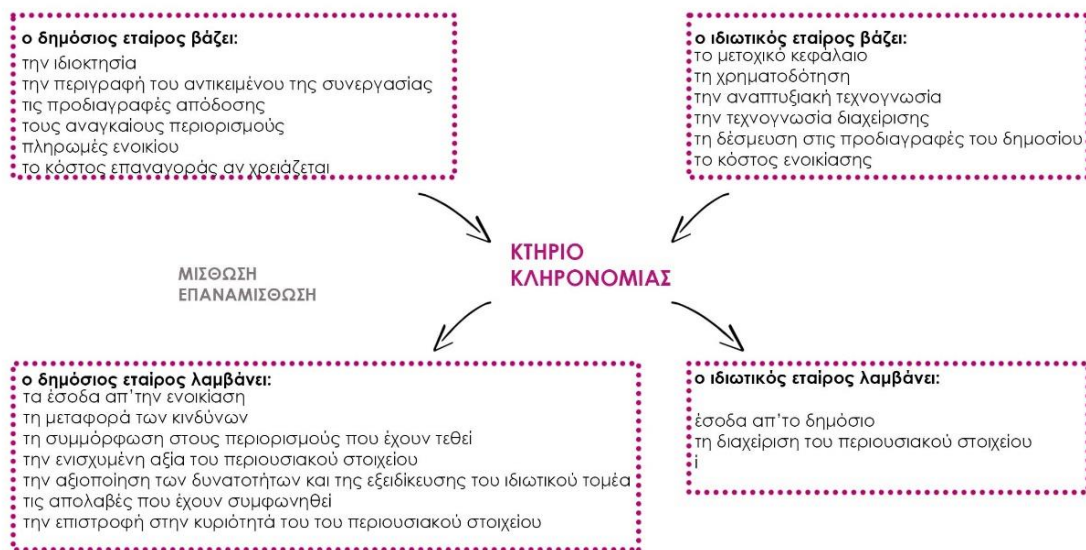 ο δημόσιος εταίρος βάζει:
την ιδιοκτησία
την περιγραφή του αντικειμένου της συνεργασίας
τις προδιαγραφές απόδοσης
τους αναγκαίους περιορισμούς
πληρωμές ενοικίου
το κόστος επαναγοράς αν χρειάζεται
ο ιδιωτικός εταίρος βάζει:
το μετοχικό κεφάλαιο
τη χρηματοδότηση
την αναπτυξιακή τεχνογνωσία
την τεχνογνωσία διαχείρισης
τη δέσμευση στις προδιαγραφές του δημοσίου
το κόστος ενοικίασης
ΚΤΗΡΙΟ
ΚΛΗΡΟΝΟΜΙΑΣ
ΜΙΣΘΩΣΗ
ΕΠΑΝΑΜΙΣΘΩΣΗ
ο δημόσιος εταίρος λαμβάνει:
τα έσοδα απ'την ενοικίαση
τη μεταφορά των κινδύνων
τη συμμόρφωση στους περιορισμούς που έχουν τεθεί
την ενισχυμένη αξία του περιουσιακού στοιχείου
την αξιοποίηση των δυνατοτήτων και της εξειδίκευσης του ιδιωτικού τομέα
τις απολαβές που έχουν συμφωνηθεί
την επιστροφή στην κυριότητά του του περιουσιακού στοιχείου
ο ιδιωτικός εταίρος λαμβάνει:
έσοδα απ'το δημόσιο
τη διαχείριση του περιουσιακού στοιχείου
i